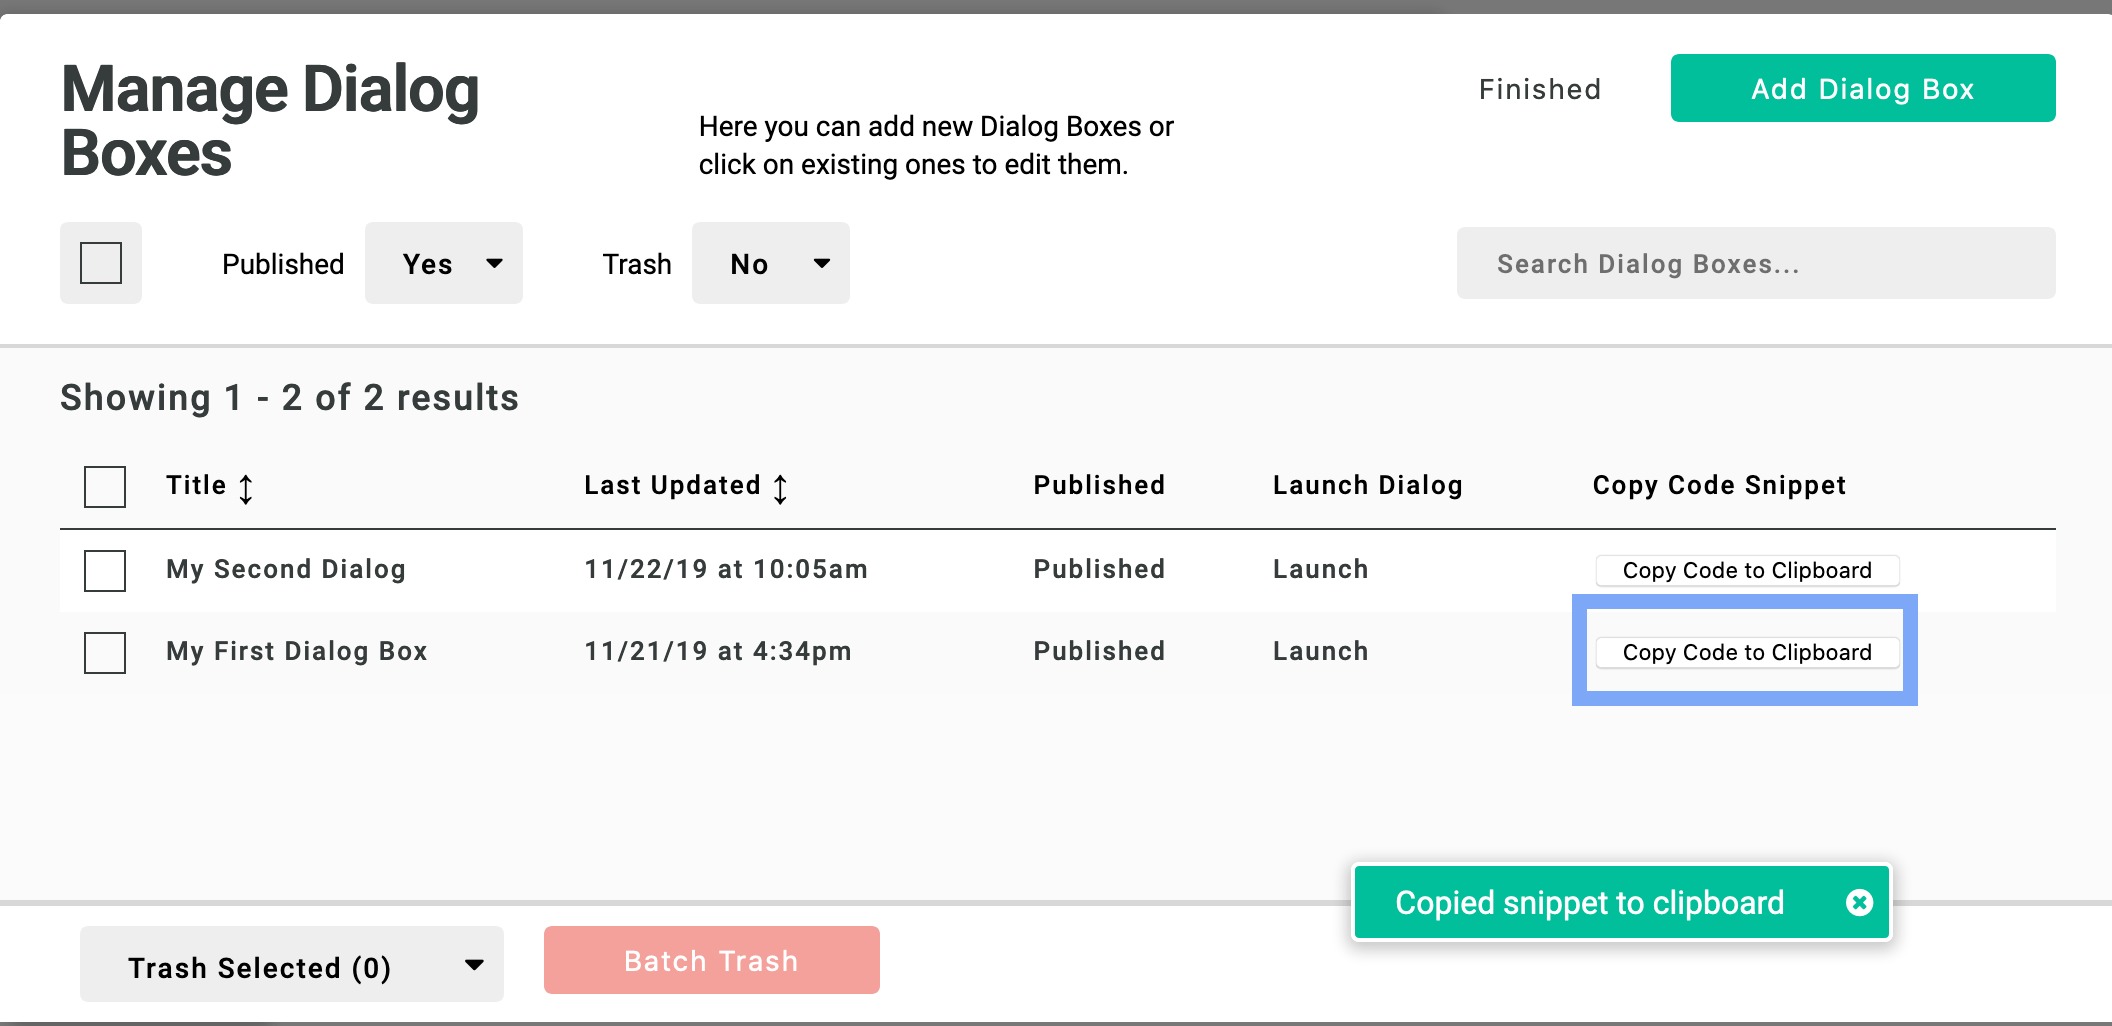 Manage Dialog
Boxes
Here you can add new Dialog Boxes or
click on existing ones to edit them.
Finished
Add Dialog Box
Published Yes Trash No
Search Dialog Boxes...
Showing 1 - 2 of 2 results
Title Last Updated Published Launch Dialog Copy Code Snippet
My Second Dialog 11/22/19 at 10:05am Published Launch Copy Code to Clipboard
My First Dialog Box 11/21/19 at 4:34pm Published Launch Copy Code to Clipboard
Copied snippet to clipboard
Trash Selected (0) Batch Trash